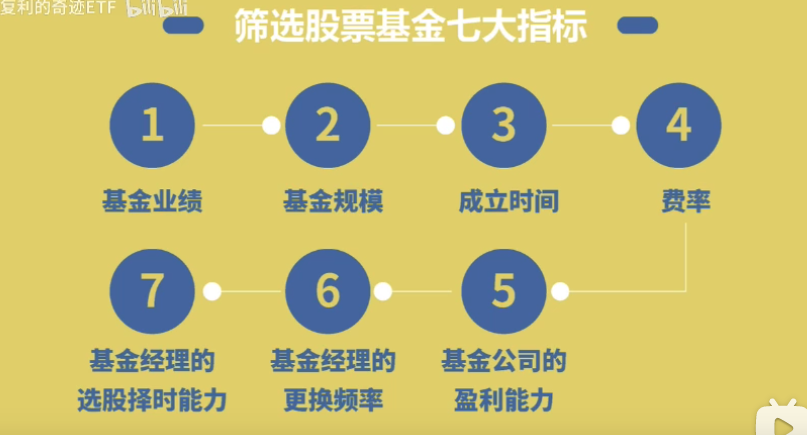 复利的奇迹ETF bilibili
筛选股票基金七大指标
1
2
3
4
基金业绩
基金规模
成立时间
费率
7
6
5
基金经理的
选股择时能力
基金经理的
更换频率
基金公司的
盈利能力